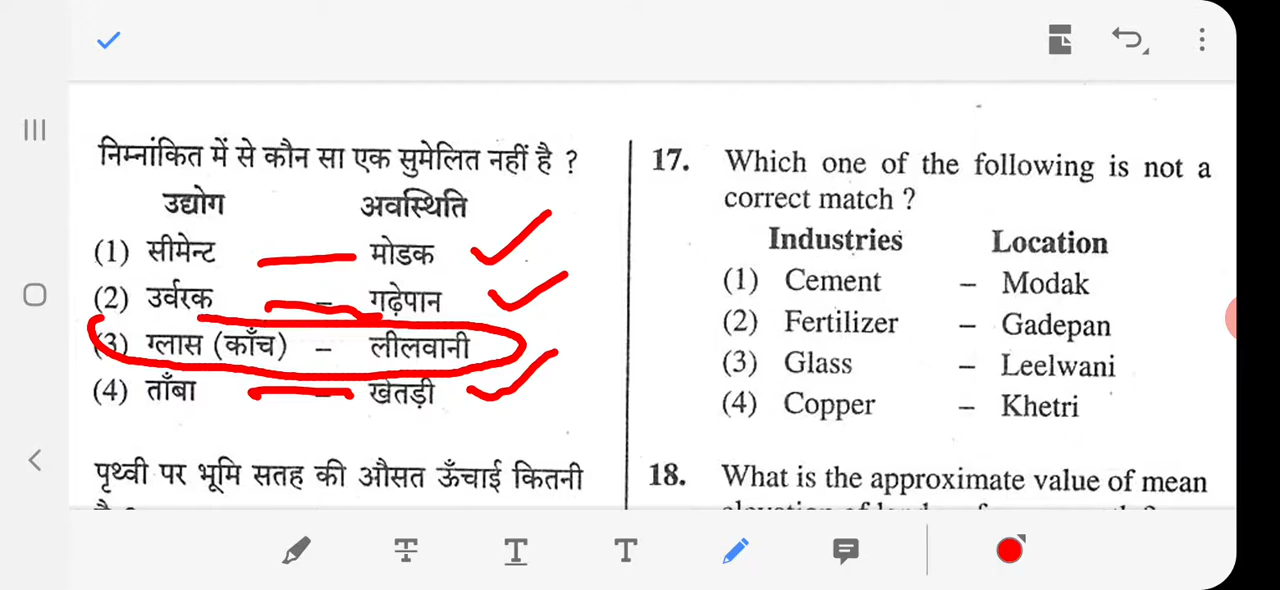 निम्नांकित में से कौन सा एक सुमेलित नहीं है ?
उद्योग अवस्थिति
(1) सीमेन्ट मोडक
(2) उर्वरक – गढ़ेपान
(3) ग्लास (काँच) – लीलवानी
(4) ताँबा – खेतड़ी
पृथ्वी पर भूमि सतह की औसत ऊँचाई कितनी
17. Which one of the following is not a
correct match ?
Industries Location
(1) Cement – Modak
(2) Fertilizer – Gadepan
(3) Glass – Leelwani
(4) Copper – Khetri
18. What is the approximate value of mean